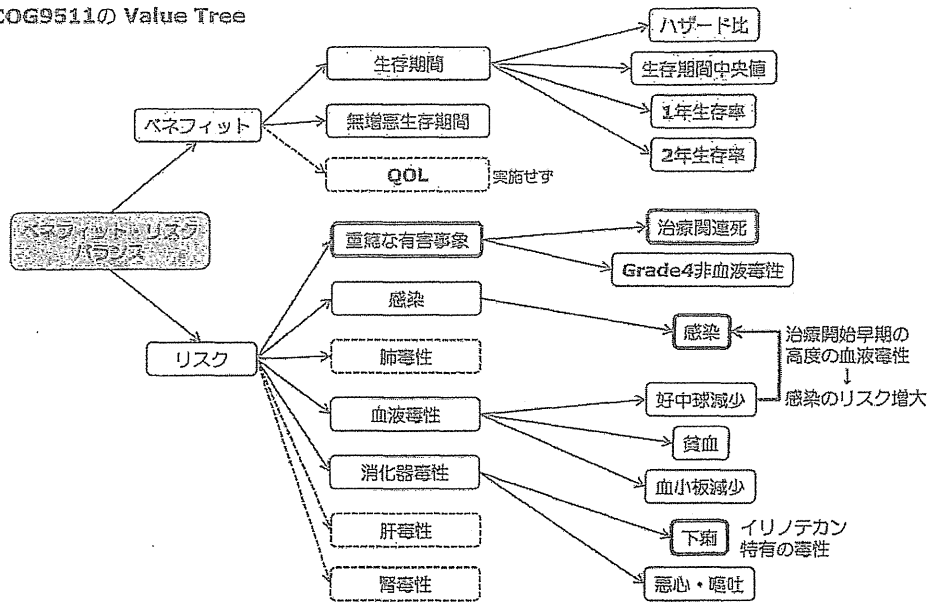 COG9511の Value Tree
ハザード比
生存期間
生存期間中央値
1年生存率
ベネフィット
無増悪生存期間
2年生存率
QOL
実施せず
ベネフィット・リスク
バランス
重篤な有害事象
治療関連死
Grade4非血液毒性
感染
感染
治療開始早期の
高度の血液毒性
↓
感染のリスク増大
リスク
肺毒性
血液毒性
好中球減少
貧血
消化器毒性
血小板減少
肝毒性
下痢
イリノテカン
特有の毒性
腎毒性
悪心・嘔吐